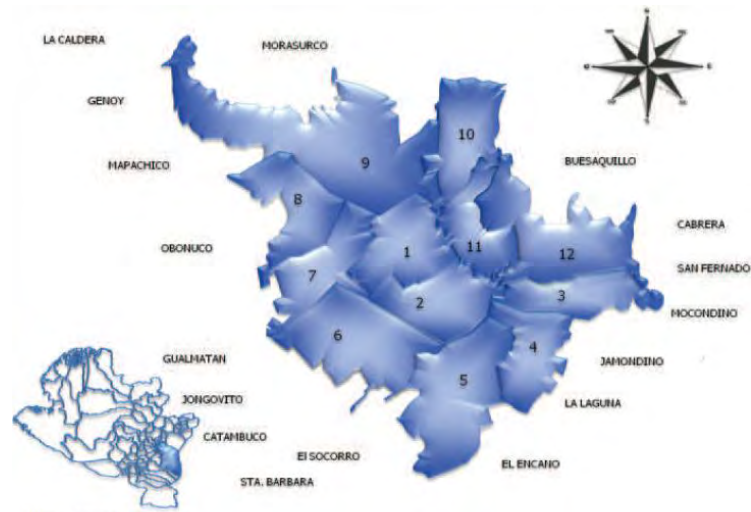 LA CALDERA
MORASURCO
GENOY
10
BUESAQUILLO
MAPACHICO
9
8
CABRERA
OBONUCO
1
11
12
SAN FERNADO
7
2
3
MOCONDINO
6
4
GUALMATAN
JAMONDINO
5
JONGOVITO
LA LAGUNA
CATAMBUCO
El SOCORRO
EL ENCANO
STA. BARBARA